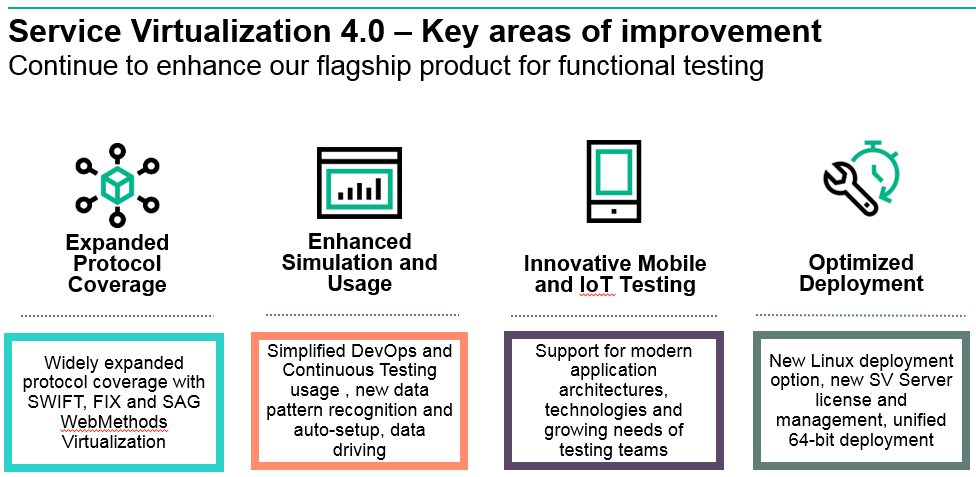 Service Virtualization 4.0 – Key areas of improvement
Continue to enhance our flagship product for functional testing
Expanded
Protocol
Coverage
Widely expanded
protocol coverage with
SWIFT, FIX and SAG
WebMethods
Virtualization
Enhanced
Simulation and
Usage
Simplified DevOps and
Continuous Testing
usage , new data
pattern recognition and
auto-setup, data
driving
Innovative Mobile
and IoT Testing
Support for modern
application
architectures,
technologies and
growing needs of
testing teams
Optimized
Deployment
New Linux deployment
option, new SV Server
license and
management, unified
64-bit deployment